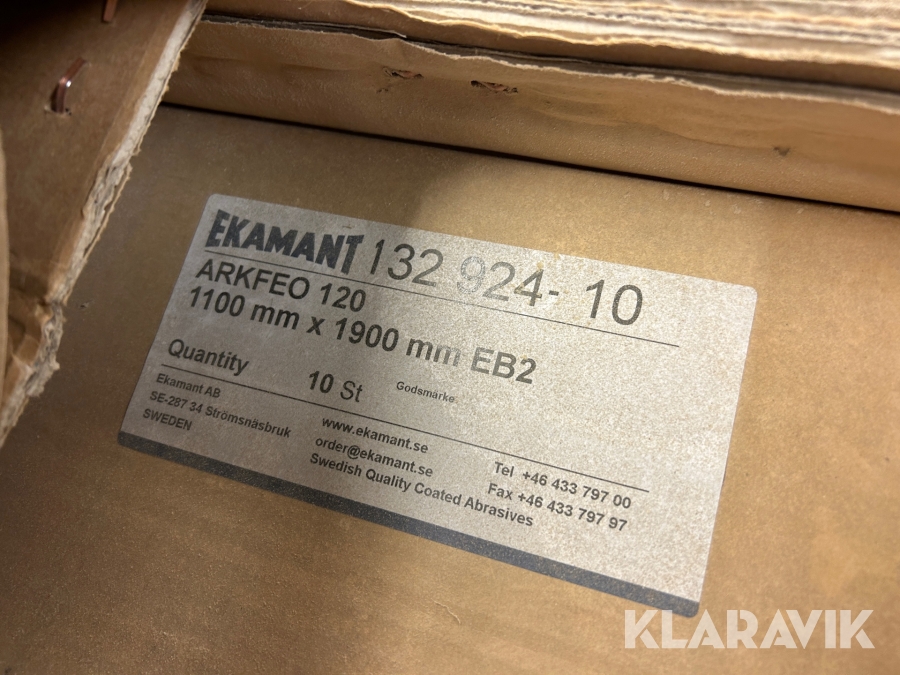 EKAMANT 132 924- 10
ARKFEO 120
1100 mm x 1900 mm EB2
Quantity 10 St Godsmärke
Ekamant AB
SE-287 34 Strömsnäsbruk
SWEDEN
www.ekamant.se
order@ekamant.se
Swedish Quality Coated Abrasives
Tel +46 433 797 00
Fax +46 433 797 97
KLARAVIK